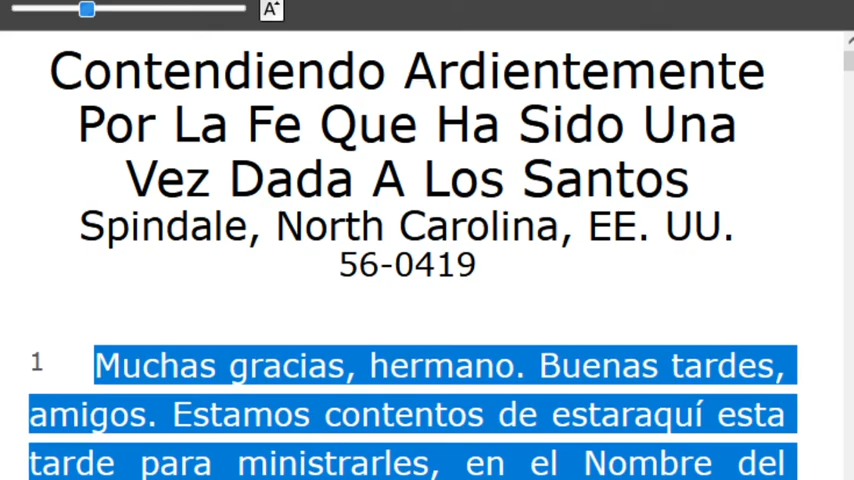 A
Contendiendo Ardientemente
Por La Fe Que Ha Sido Una
Vez Dada A Los Santos
Spindale, North Carolina, EE. UU.
56-0419
1 Muchas gracias, hermano. Buenas tardes,
amigos. Estamos contentos de estaraquí esta
tarde para ministrarles, en el Nombre del